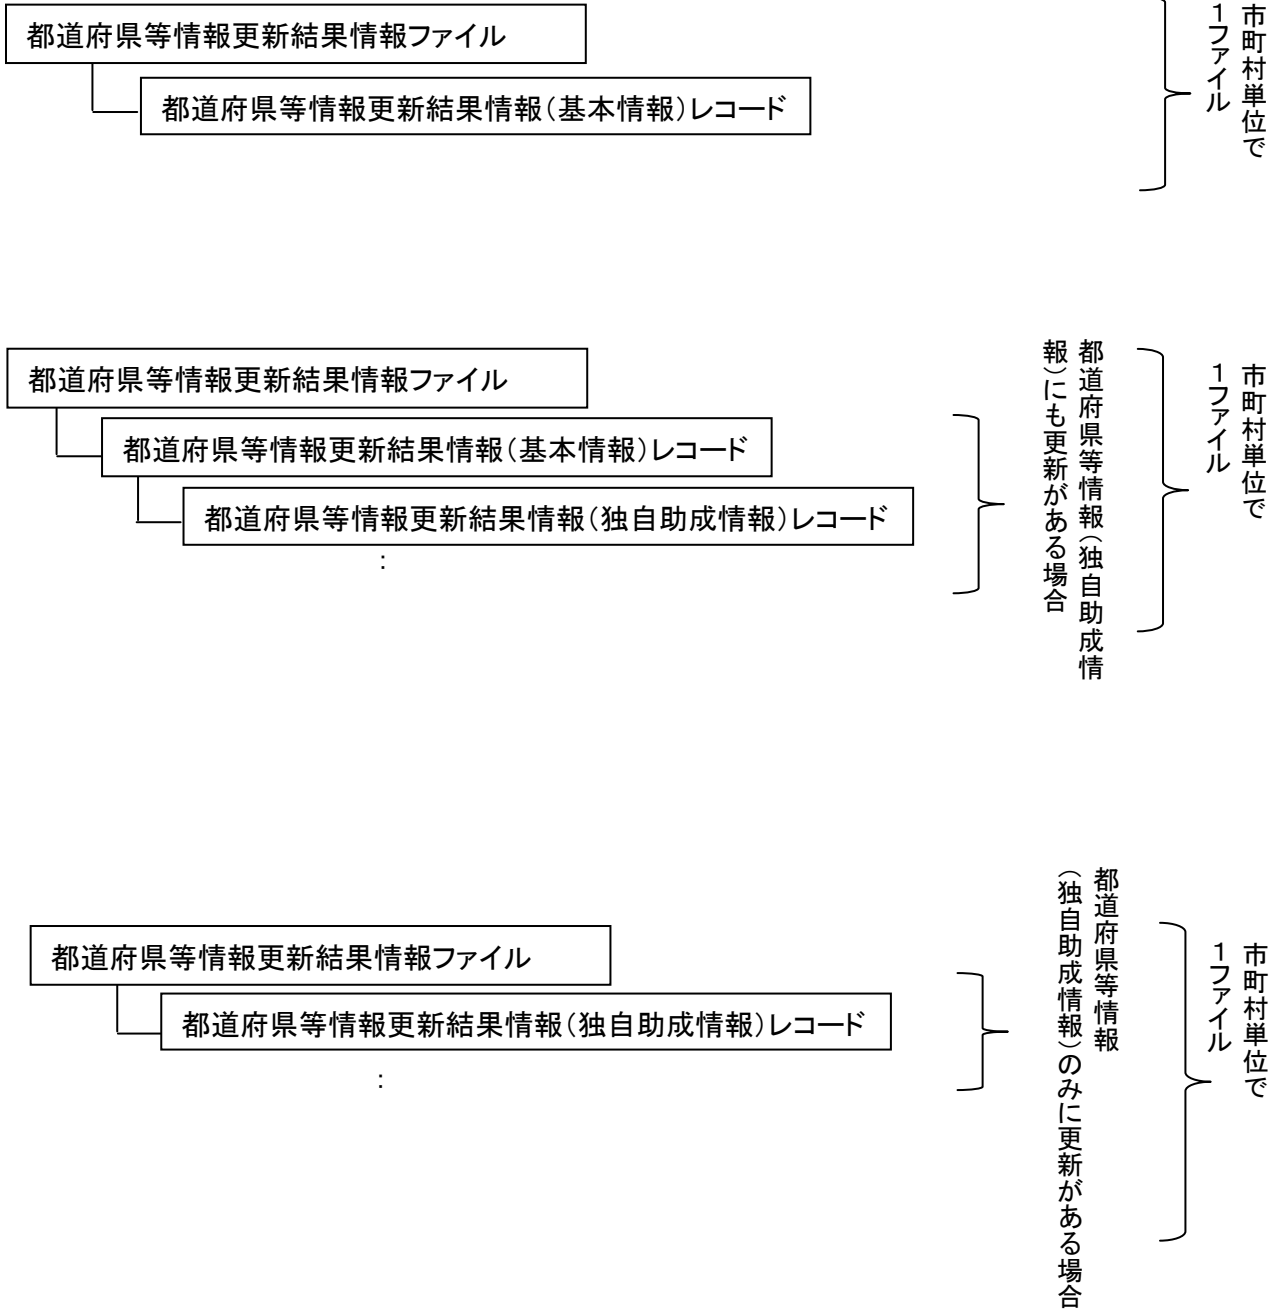 都道府県等情報更新結果情報ファイル
都道府県等情報更新結果情報（基本情報）レコード
市町村単位で
１ファイル
都道府県等情報更新結果情報ファイル
都道府県等情報更新結果情報（基本情報）レコード
都道府県等情報更新結果情報（独自助成情報）レコード
：
都道府県等情報（独自助成情
報）にも更新がある場合
市町村単位で
１ファイル
都道府県等情報更新結果情報ファイル
都道府県等情報更新結果情報（独自助成情報）レコード
：
都道府県等情報
（独自助成情報）のみに更新がある場合
市町村単位で
１ファイル